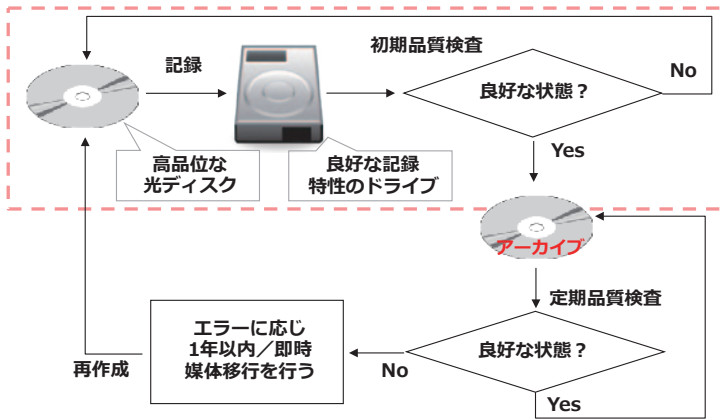 記録
初期品質検査
良好な状態？
No
高品位な
光ディスク
良好な記録
特性のドライブ
Yes
アーカイブ
定期品質検査
良好な状態？
No
Yes
エラーに応じ
1年以内／即時
媒体移行を行う
再作成